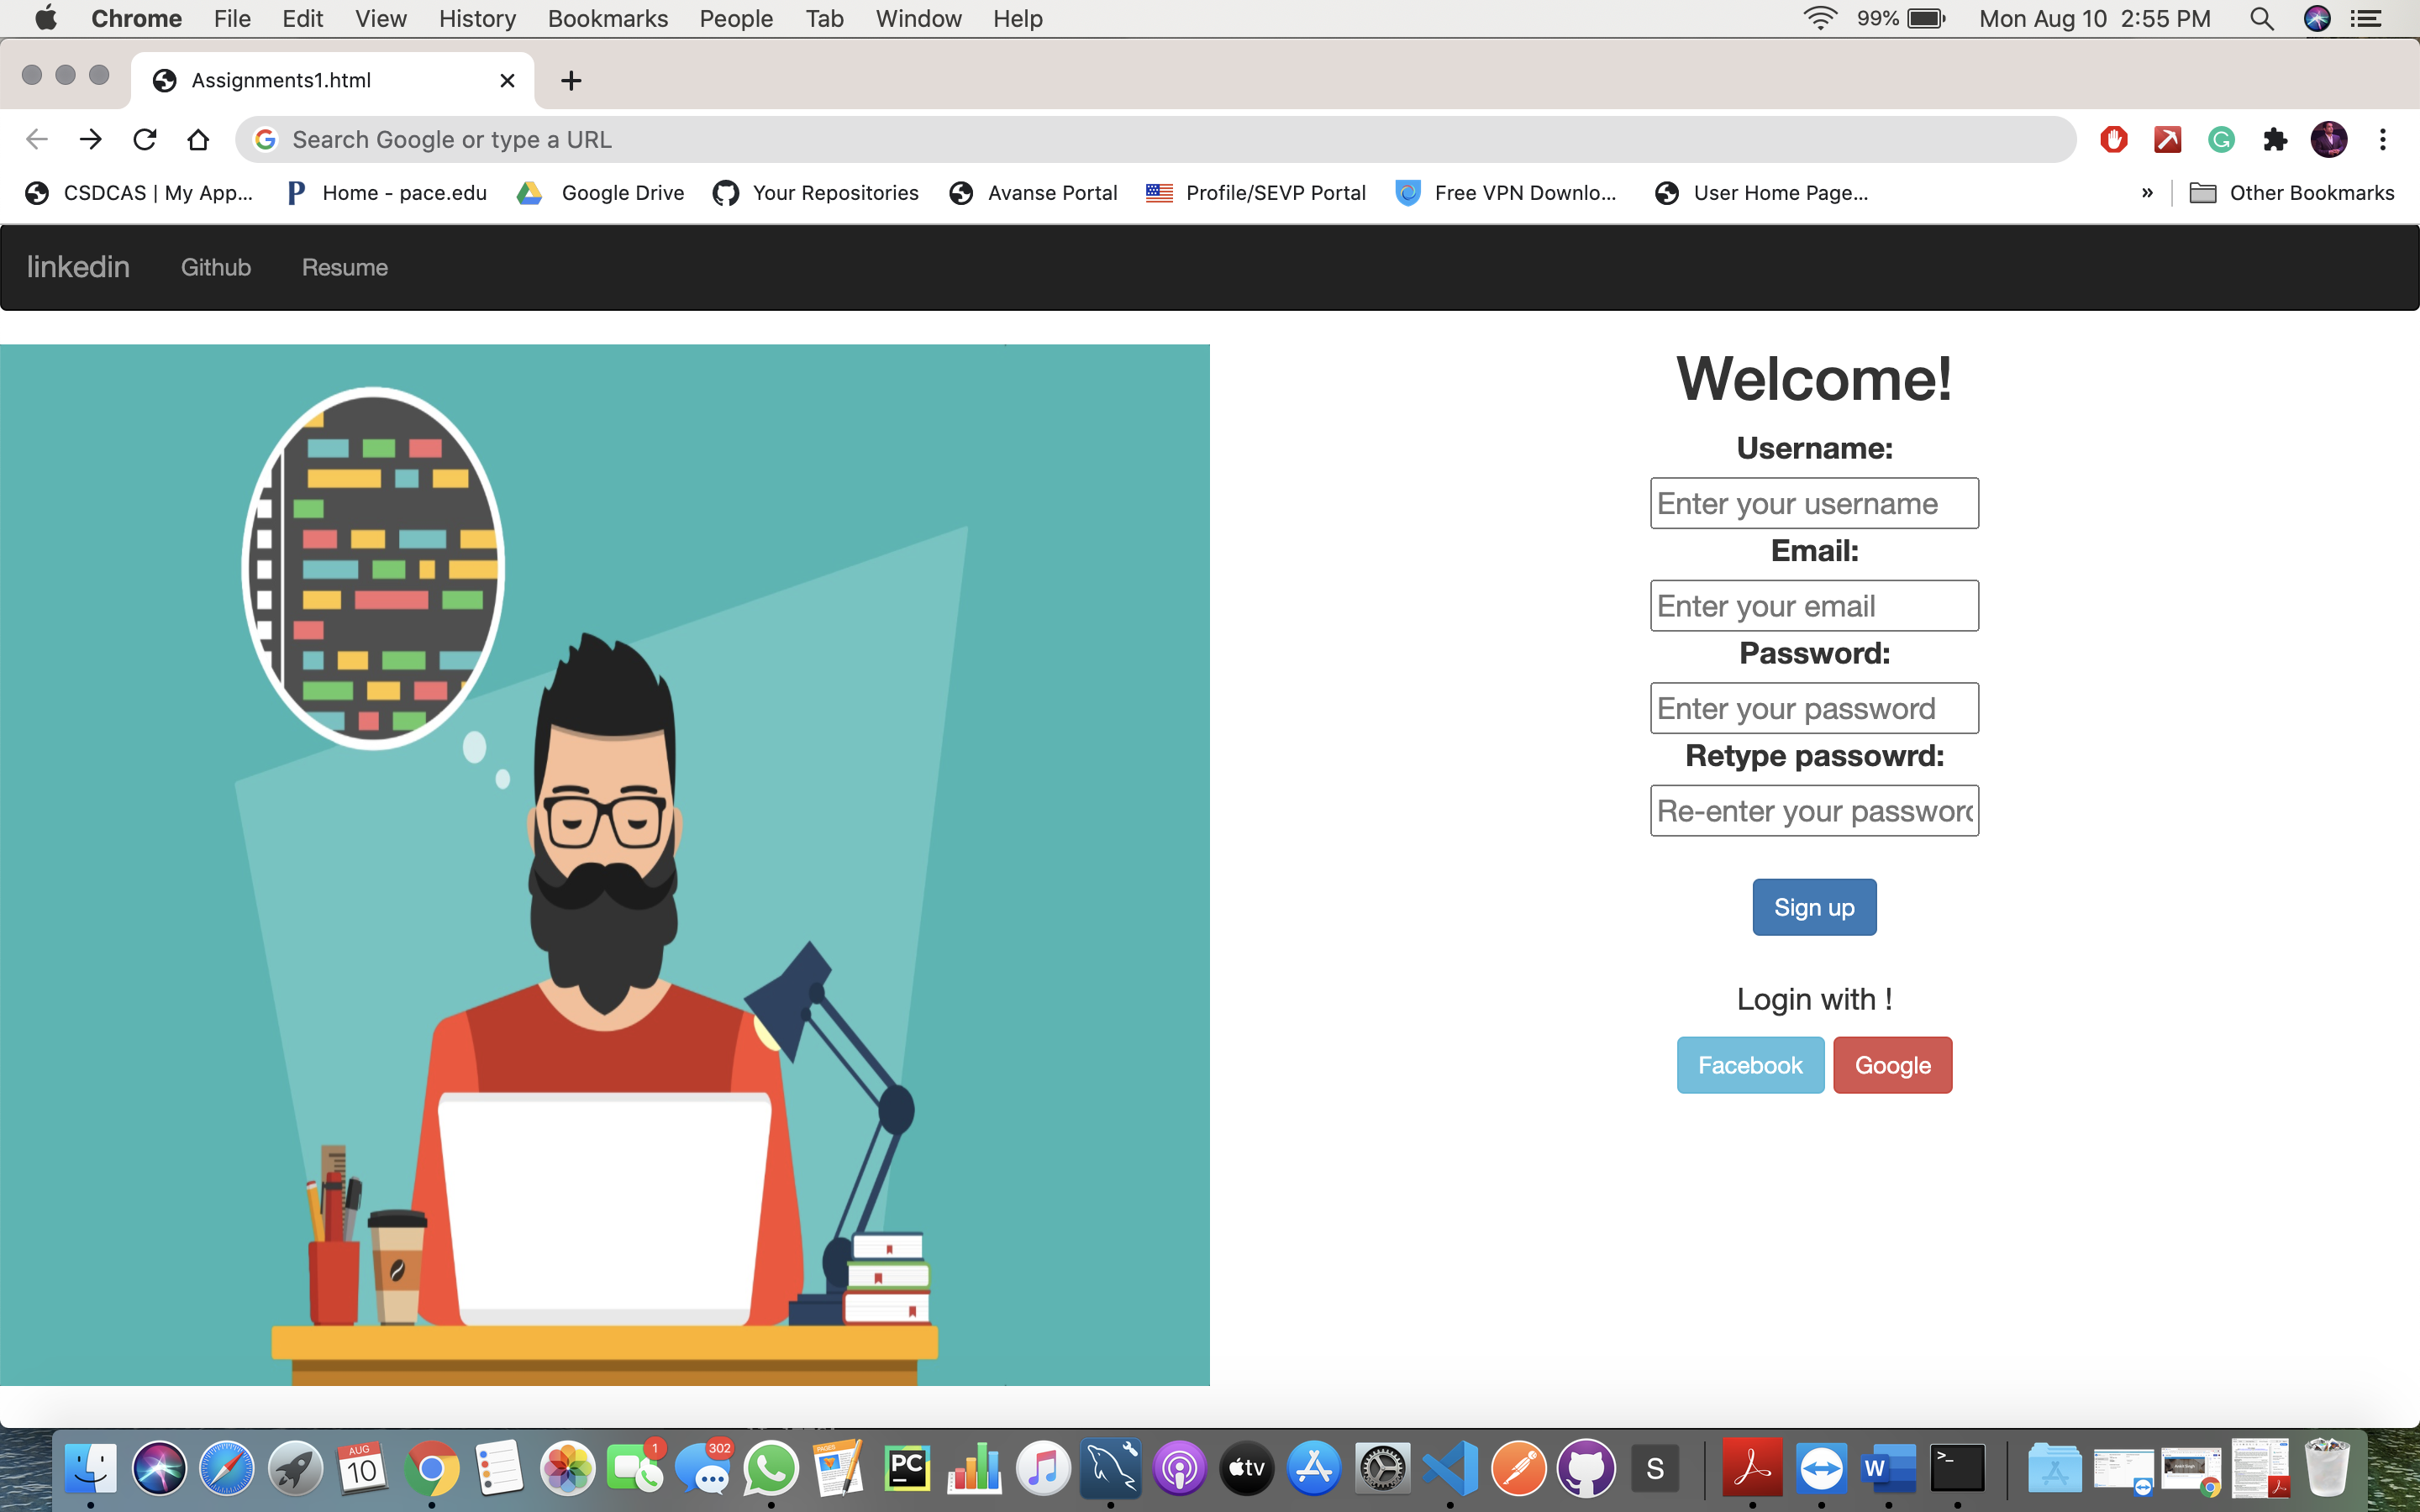 Chrome File Edit View History Bookmarks People Tab Window Help 99% Mon Aug 10 2:55 PM
Assignments1.html
Search Google or type a URL
CSDCAS | My App... Home - pace.edu Google Drive Your Repositories Avanse Portal Profile/SEVP Portal Free VPN Downlo... User Home Page... » Other Bookmarks
linkedin Github Resume
Welcome!
Username:
Enter your username
Email:
Enter your email
Password:
Enter your password
Retype passowrd:
Re-enter your password
Sign up
Login with !
Facebook Google
AUG 10 1 302 PAGES PC tv S W >_